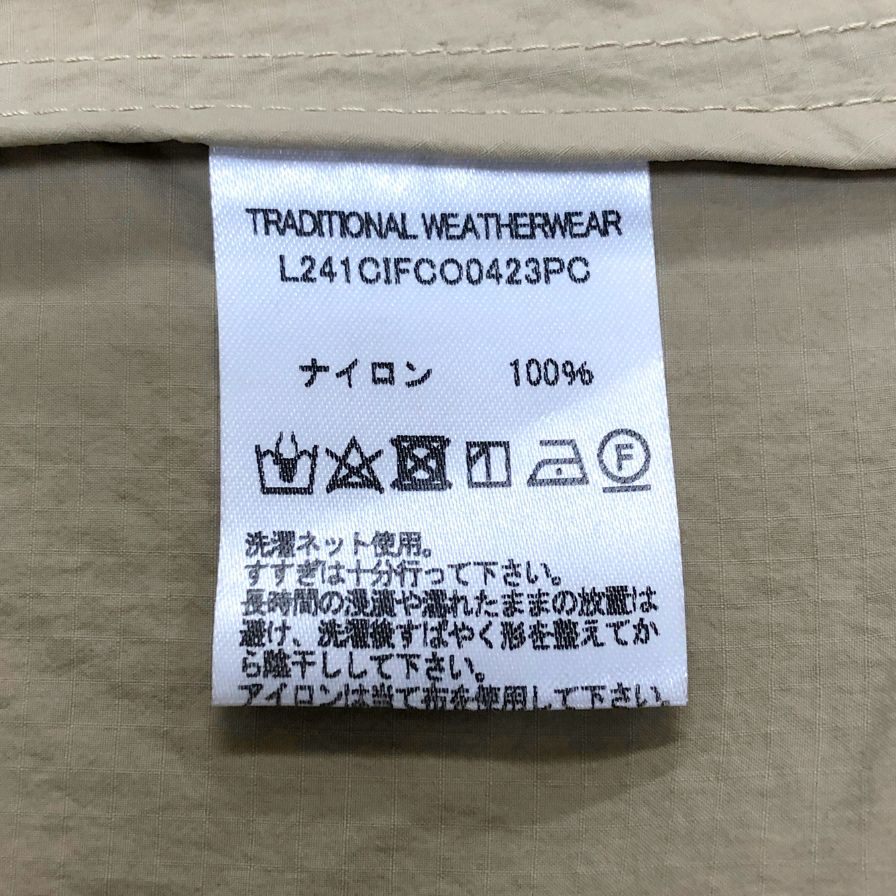 TRADITIONAL WEATHERWEAR
L241CIFCO0423PC
ナイロン 100%
F
洗濯ネット使用。
すすぎは十分行って下さい。
長時間の浸漬や濡れたままの放置は
避け、洗濯後すばやく形を整えてか
ら陰干しして下さい。
アイロンは当て布を使用して下さい。